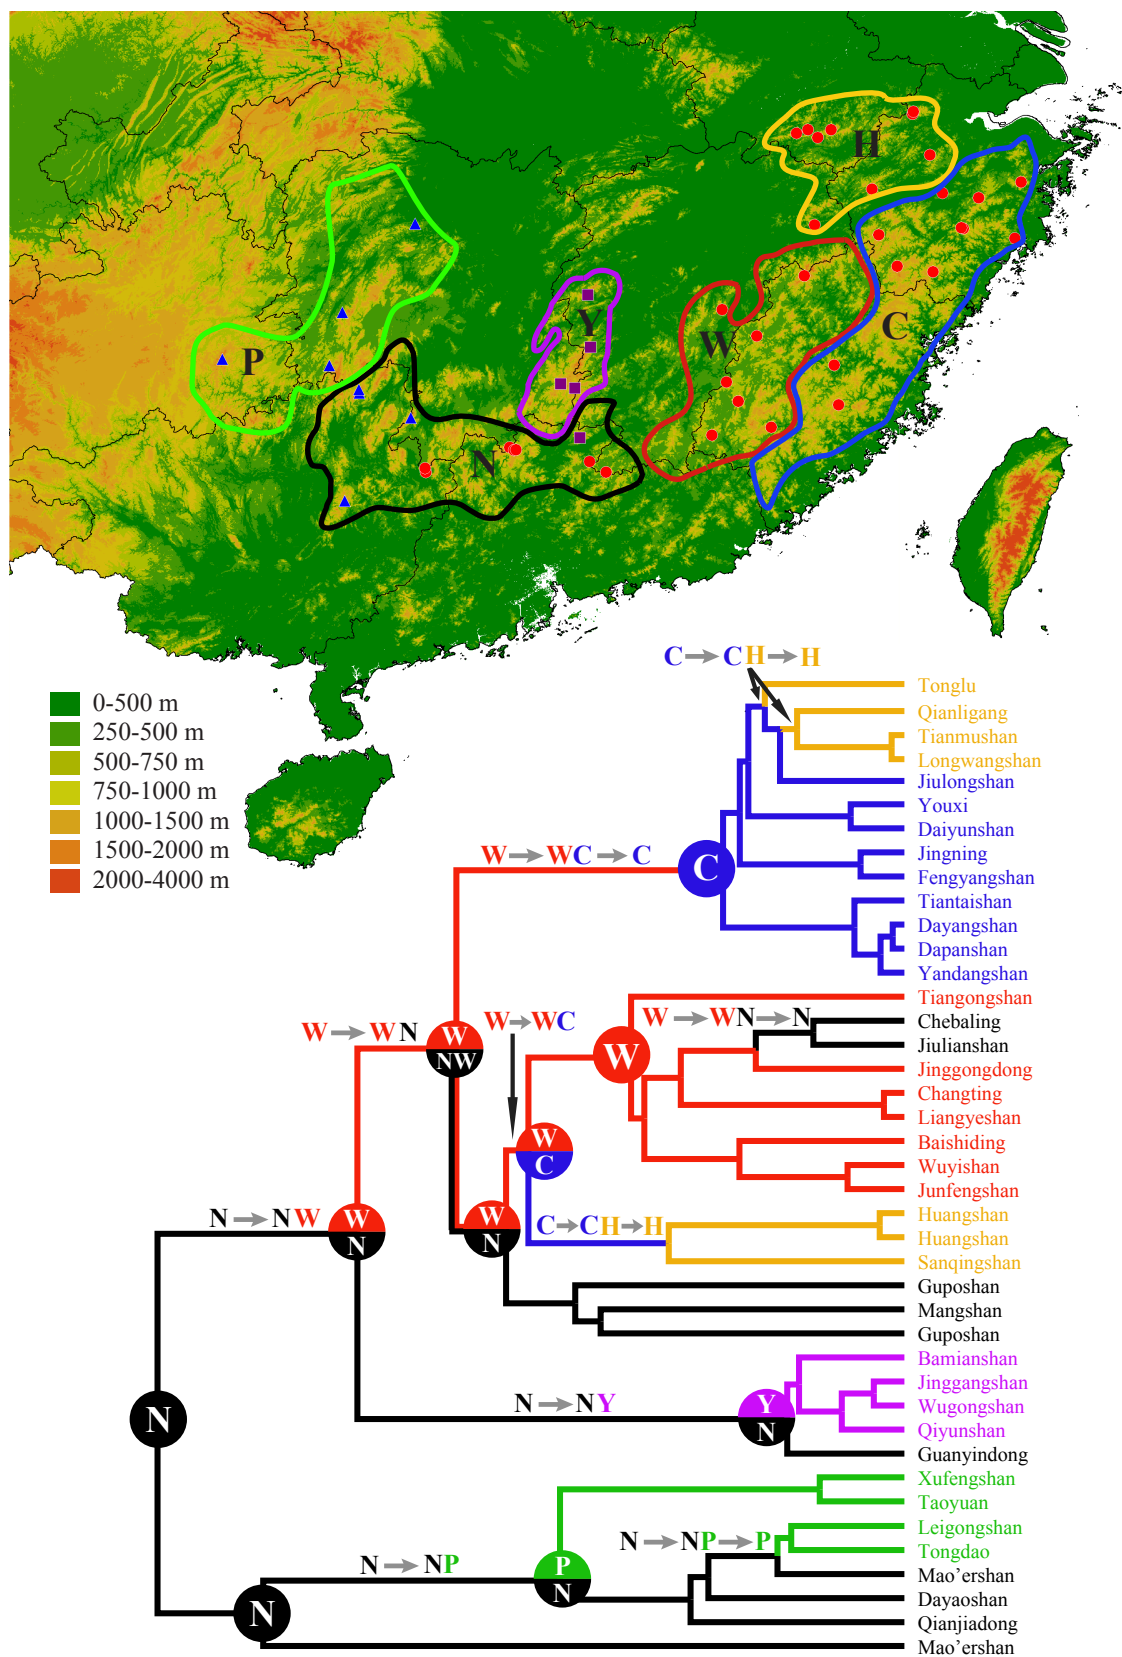 H
Y
C
W
P
N
C→CH→H
0-500 m
250-500 m
500-750 m
750-1000 m
1000-1500 m
1500-2000 m
2000-4000 m
Tonglu
Qianligang
Tianmushan
Longwangshan
Jiulongshan
Youxi
Daiyunshan
W→WC→C
C
Jingning
Fengyangshan
Tiantaishan
Dayangshan
Dapanshan
Yandangshan
Tiangongshan
W→WN
W→WC
W→WN→N
Chebaling
W
NW
W
Jiulianshan
Jinggongdong
Changting
Liangyeshan
W
C
Baishiding
Wuyishan
Junfengshan
N→NW
W
N
W
N
C→CH→H
Huangshan
Huangshan
Sanqingshan
Guposhan
Mangshan
Guposhan
Bamianshan
Jinggangshan
N→NY
Y
N
Wugongshan
N
Qiyunshan
Guanyindong
Xufengshan
Taoyuan
Leigongshan
N→NP→P
Tongdao
N→NP
P
N
Mao’ershan
Dayaoshan
N
Qianjiadong
Mao’ershan